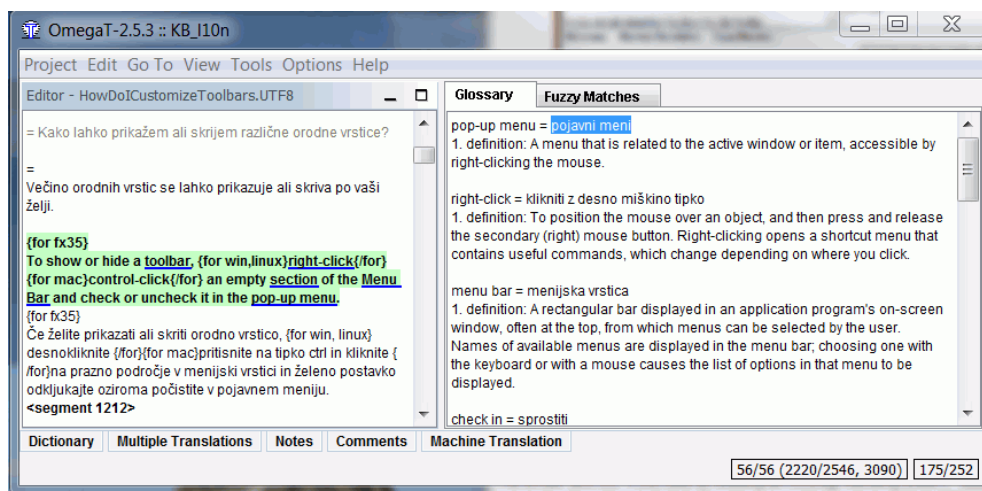 OmegaT-2.5.3 :: KB_l10n
Project Edit Go To View Tools Options Help
Editor - HowDoICustomizeToolbars.UTF8
= Kako lahko prikažem ali skrijem različne orodne vrstice?
=
Večino orodnih vrstic se lahko prikazuje ali skriva po vaši
želji.
{for fx35}
To show or hide a toolbar, {for win,linux}right-click{/for}
{for mac}control-click{/for} an empty section of the Menu
Bar and check or uncheck it in the pop-up menu.
{for fx35}
Če želite prikazati ali skriti orodno vrstico, {for win, linux}
desnokliknite {/for}{for mac}pritisnite na tipko ctrl in kliknite {
/for}na prazno področje v menijski vrstici in želeno postavko
odkljukajte oziroma počistite v pojavnem meniju.
<segment 1212>
Glossary Fuzzy Matches
pop-up menu = pojavni meni
1. definition: A menu that is related to the active window or item, accessible by
right-clicking the mouse.
right-click = klikniti z desno miškino tipko
1. definition: To position the mouse over an object, and then press and release
the secondary (right) mouse button. Right-clicking opens a shortcut menu that
contains useful commands, which change depending on where you click.
menu bar = menijska vrstica
1. definition: A rectangular bar displayed in an application program's on-screen
window, often at the top, from which menus can be selected by the user.
Names of available menus are displayed in the menu bar; choosing one with
the keyboard or with a mouse causes the list of options in that menu to be
displayed.
check in = sprostiti
Dictionary Multiple Translations Notes Comments Machine Translation
56/56 (2220/2546, 3090) 175/252